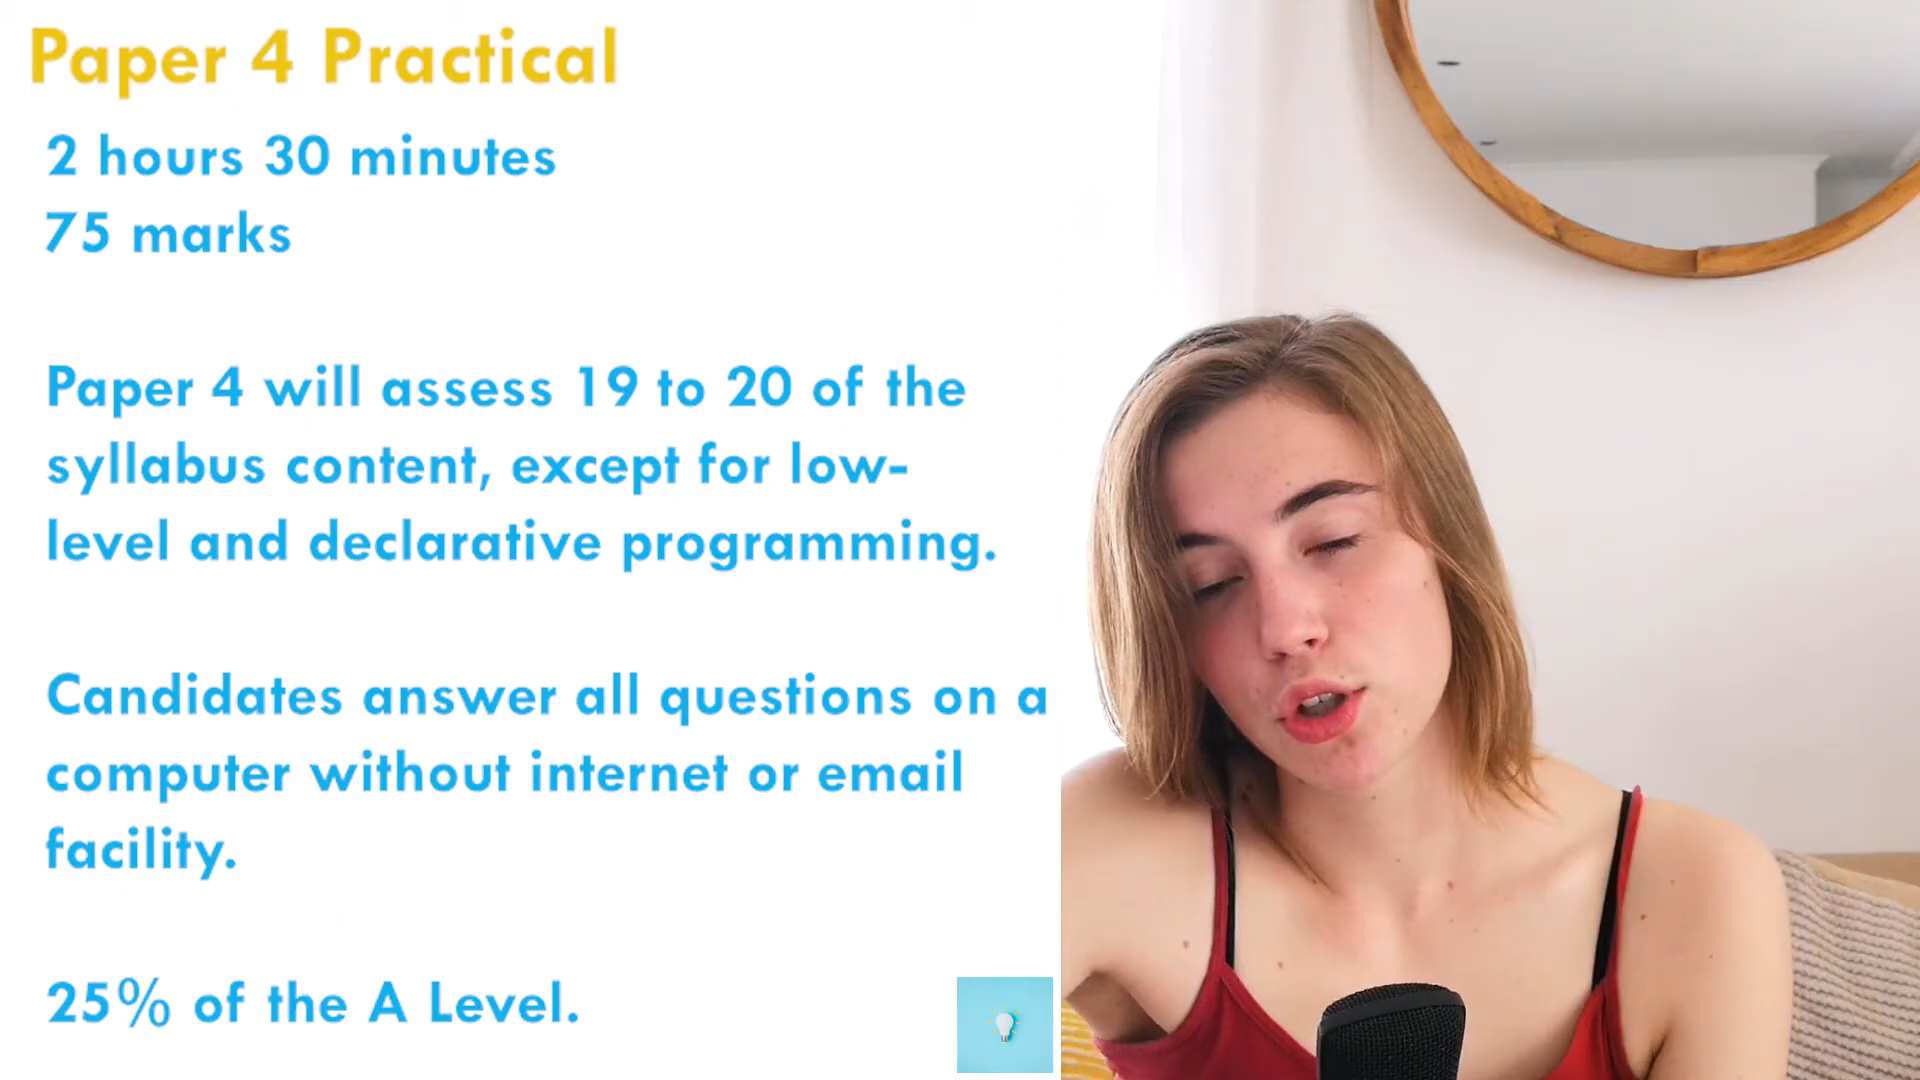 Paper 4 Practical
2 hours 30 minutes
75 marks
Paper 4 will assess 19 to 20 of the
syllabus content, except for low-
level and declarative programming.
Candidates answer all questions on a
computer without internet or email
facility.
25% of the A Level.